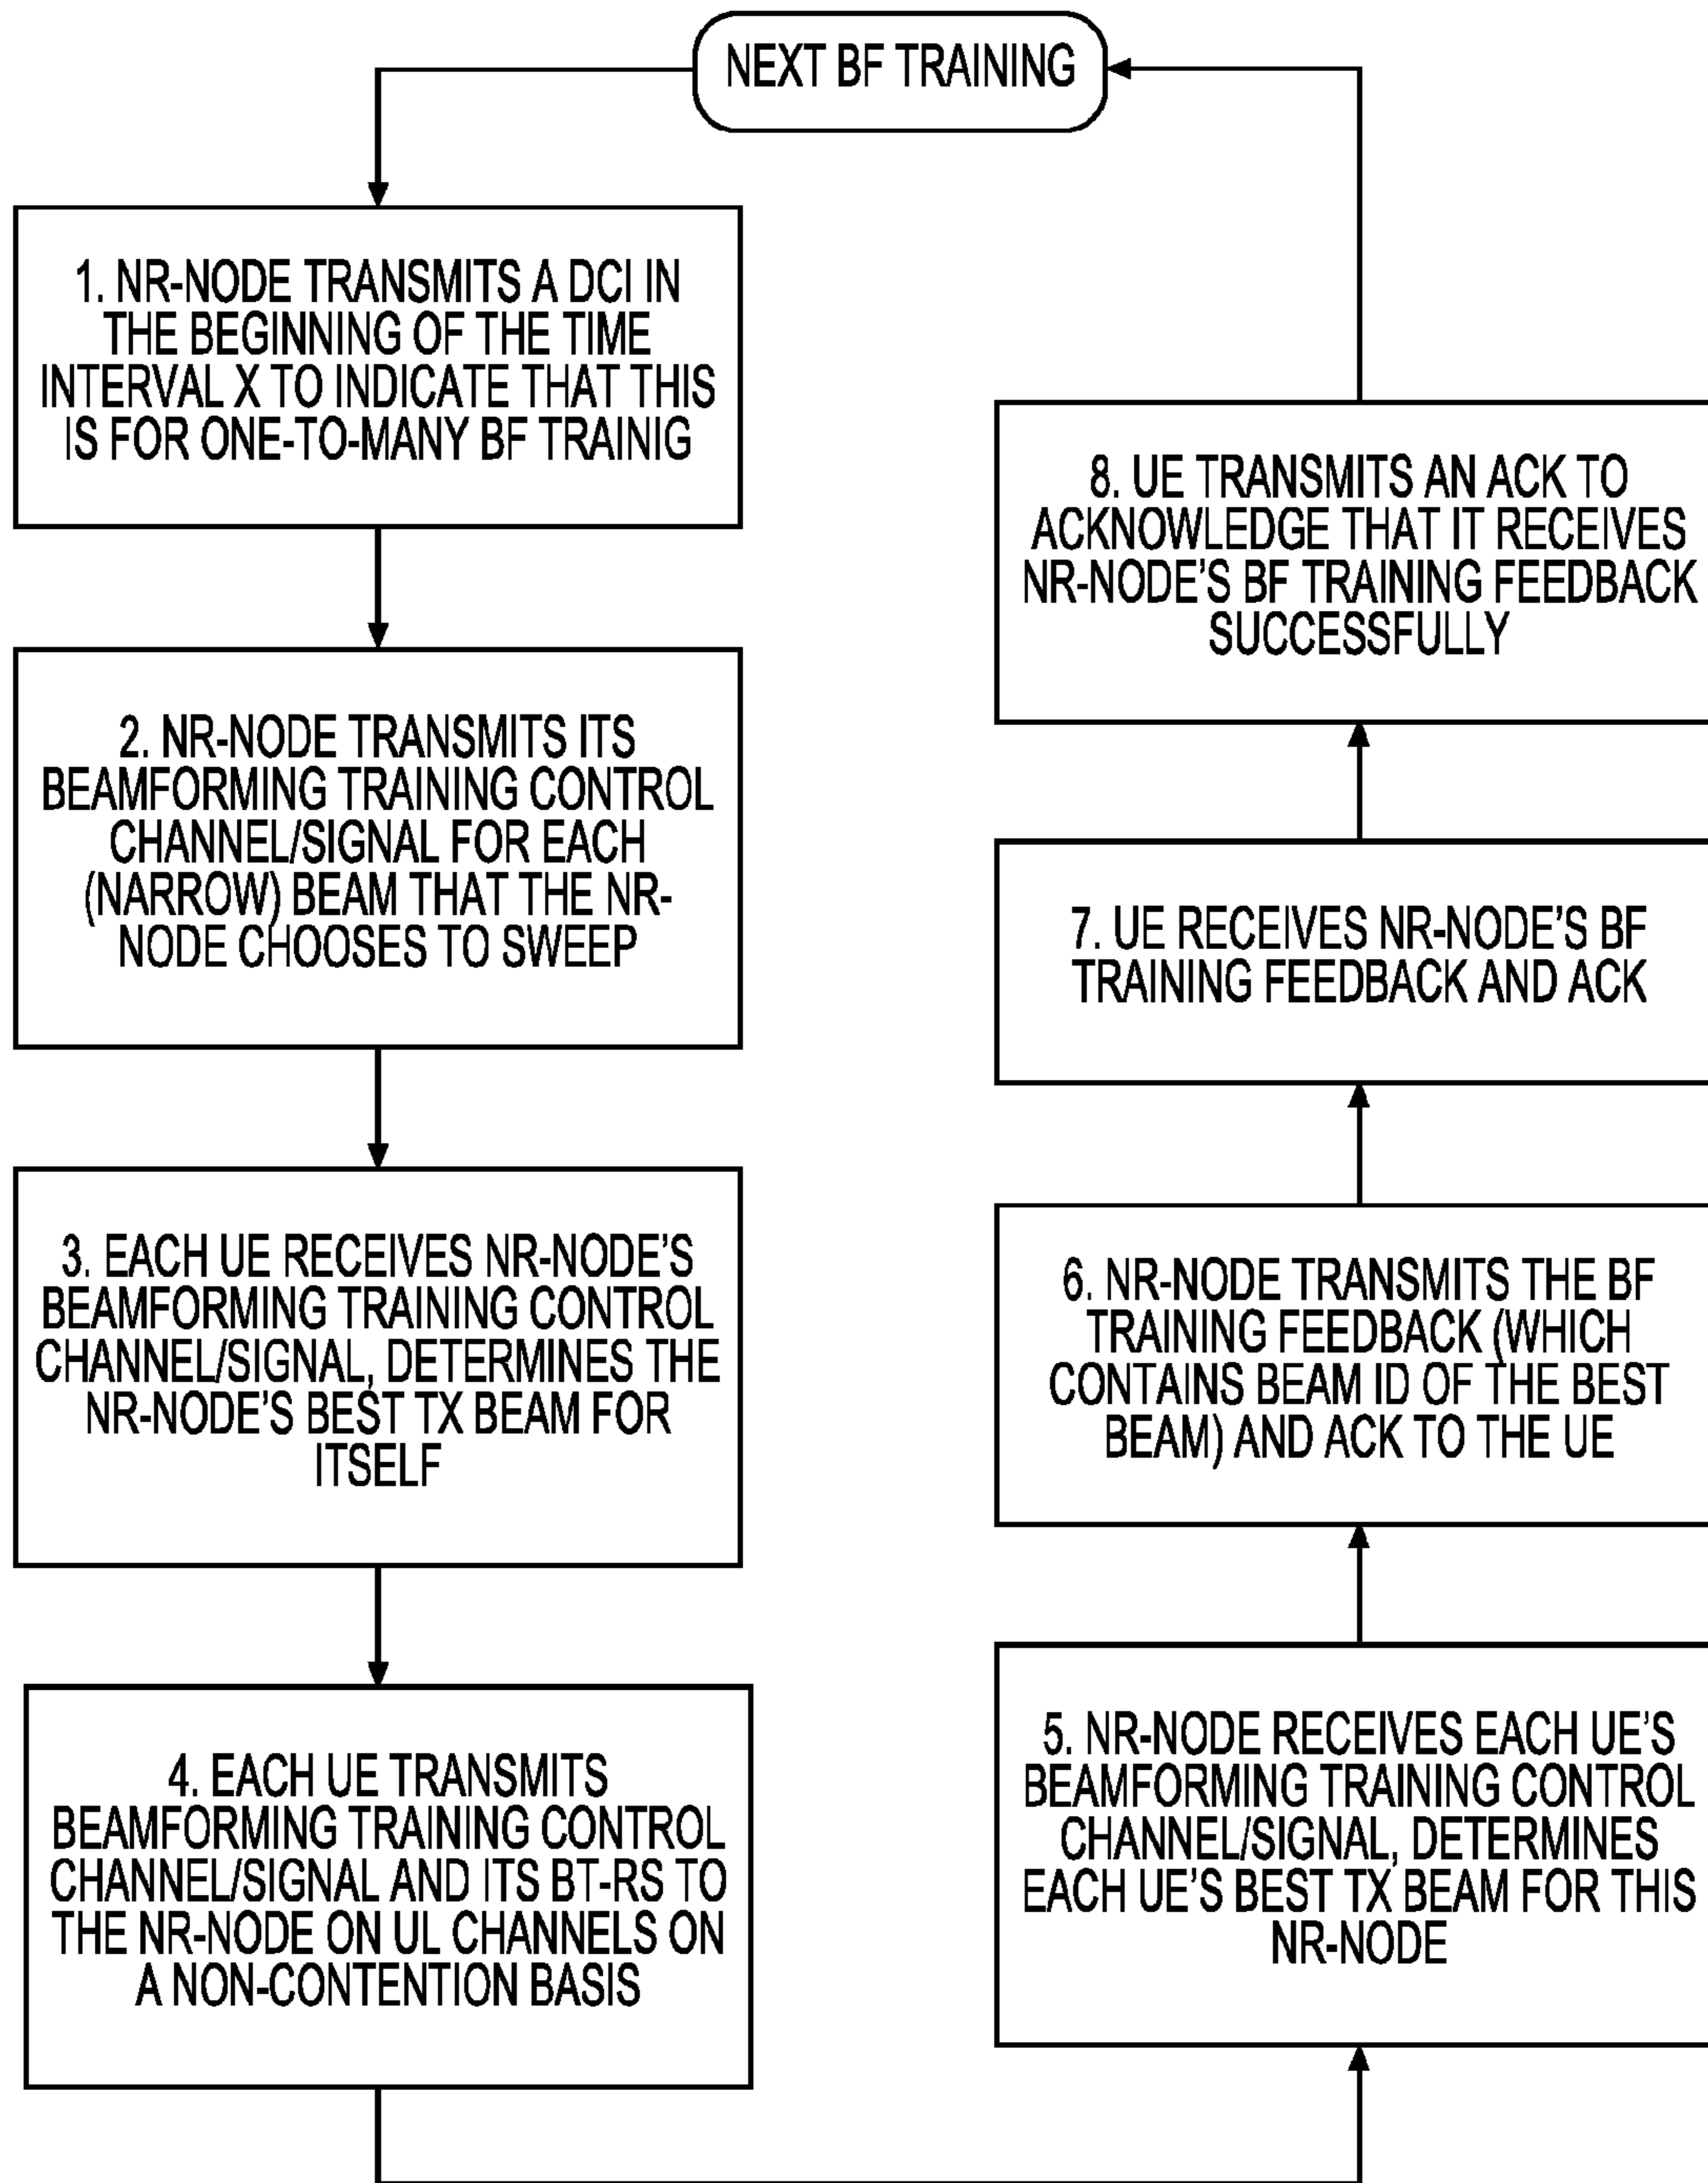 NEXT BF TRAINING
1. NR-NODE TRANSMITS A DCI IN
THE BEGINNING OF THE TIME
INTERVAL X TO INDICATE THAT THIS
IS FOR ONE-TO-MANY BF TRAINIG
2. NR-NODE TRANSMITS ITS
BEAMFORMING TRAINING CONTROL
CHANNEL/SIGNAL FOR EACH
(NARROW) BEAM THAT THE NR-
NODE CHOOSES TO SWEEP
3. EACH UE RECEIVES NR-NODE'S
BEAMFORMING TRAINING CONTROL
CHANNEL/SIGNAL, DETERMINES THE
NR-NODE'S BEST TX BEAM FOR
ITSELF
4. EACH UE TRANSMITS
BEAMFORMING TRAINING CONTROL
CHANNEL/SIGNAL AND ITS BT-RS TO
THE NR-NODE ON UL CHANNELS ON
A NON-CONTENTION BASIS
5. NR-NODE RECEIVES EACH UE'S
BEAMFORMING TRAINING CONTROL
CHANNEL/SIGNAL, DETERMINES
EACH UE'S BEST TX BEAM FOR THIS
NR-NODE
6. NR-NODE TRANSMITS THE BF
TRAINING FEEDBACK (WHICH
CONTAINS BEAM ID OF THE BEST
BEAM) AND ACK TO THE UE
7. UE RECEIVES NR-NODE'S BF
TRAINING FEEDBACK AND ACK
8. UE TRANSMITS AN ACK TO
ACKNOWLEDGE THAT IT RECEIVES
NR-NODE'S BF TRAINING FEEDBACK
SUCCESSFULLY